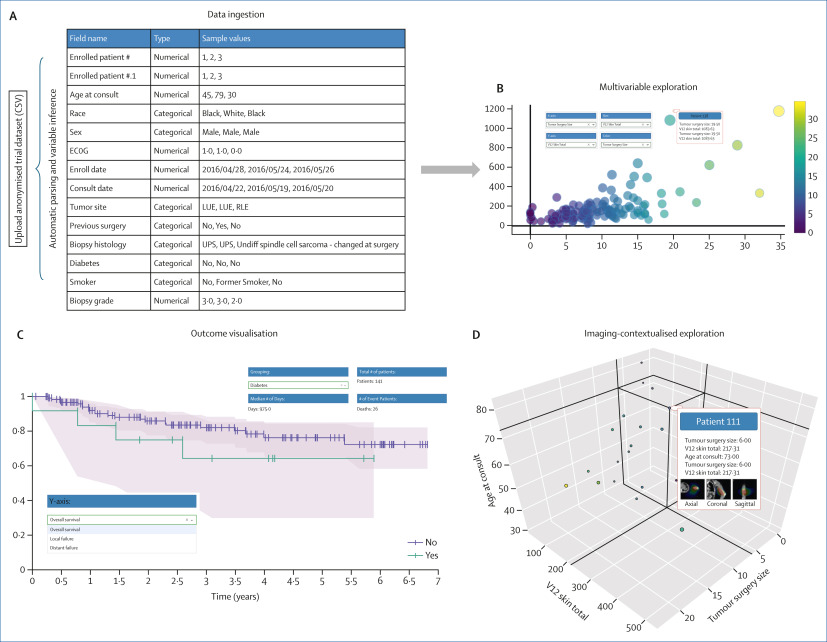 A
Data ingestion
Upload anonymised trial dataset (CSV)
Automatic parsing and variable inference
Field name Type Sample values
Enrolled patient # Numerical 1, 2, 3
Enrolled patient #.1 Numerical 1, 2, 3
Age at consult Numerical 45, 79, 30
Race Categorical Black, White, Black
Sex Categorical Male, Male, Male
ECOG Categorical 1·0, 1·0, 0·0
Enroll date Numerical 2016/04/28, 2016/05/24, 2016/05/26
Consult date Numerical 2016/04/22, 2016/05/19, 2016/05/20
Tumor site Categorical LUE, LUE, RLE
Previous surgery Categorical No, Yes, No
Biopsy histology Categorical UPS, UPS, Undiff spindle cell sarcoma - changed at surgery
Diabetes Categorical No, No, No
Smoker Categorical No, Former Smoker, No
Biopsy grade Numerical 3·0, 3·0, 2·0
B
Multivariable exploration
1200
1000
800
600
400
200
0
0 5 10 15 20 25 30 35
Tumour Surgery Size
V12 Skin Total
V12 Skin Total
Tumour Surgery Size
30
25
20
15
10
5
0
C
Outcome visualisation
Grouping
Diabetes
Total # of patients:
Patients: 141
Median # of Days:
Days: 975.0
# of Event Patients:
Deaths: 26
1
0·8
0·6
0·4
0·2
0
Y-axis:
Overall survival
Overall survival
Local failure
Distant failure
No
Yes
0 0·5 1 1·5 2 2·5 3 3·5 4 4·5 5 5·5 6 6·5 7
Time (years)
D
Imaging-contextualised exploration
Patient 111
Tumour surgery size: 6·00
V12 skin total: 217·31
Age at consult: 73·00
Tumour surgery size: 6·00
V12 skin total: 217·31
Axial Coronal Sagittal
Age at consult
80
70
60
50
40
30
V12 skin total
100
200
300
400
500
Tumour surgery size
0
5
10
15
20